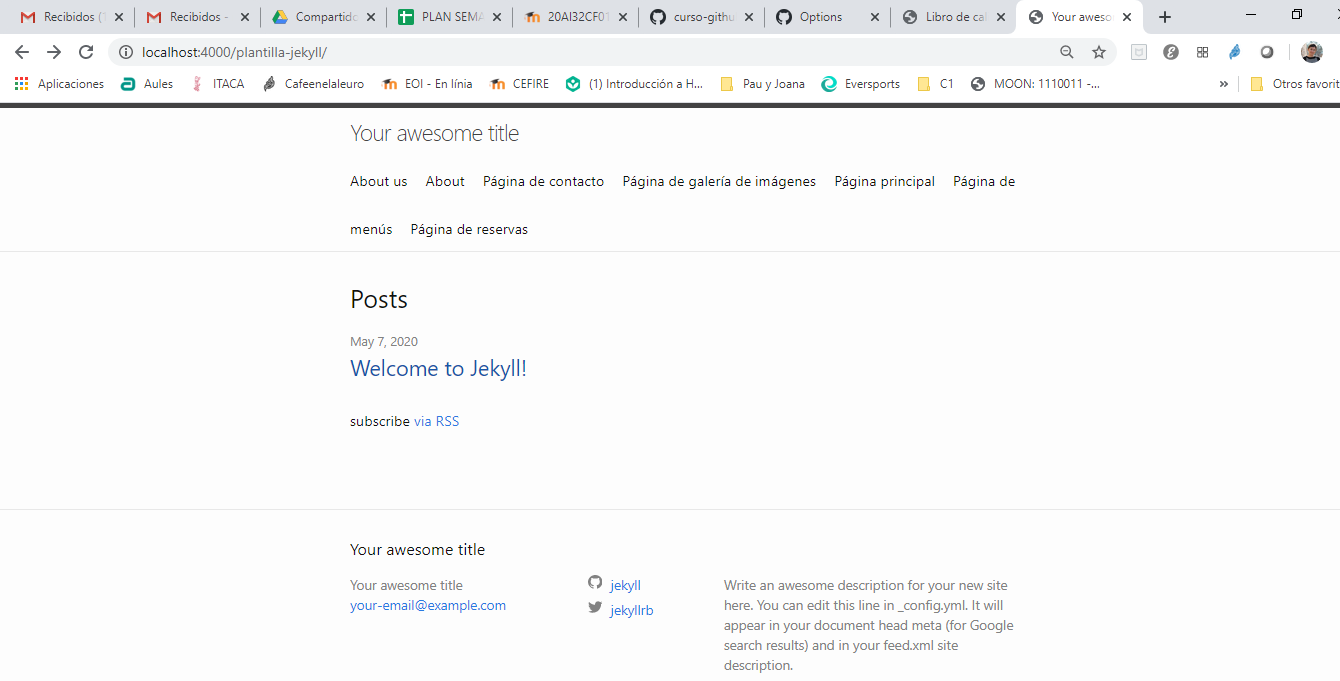 Recibidos (
Recibidos -
Compartido
PLAN SEMA
20AI32CF01
curso-githu
Options
Libro de cal
Your aweso
localhost:4000/plantilla-jekyll/
Aplicaciones
Aules
ITACA
Cafeenelaleuro
EOI - En línia
CEFIRE
(1) Introducción a H...
Pau y Joana
Eversports
C1
MOON: 1110011 -...
»
Otros favorit
Your awesome title
About us About Página de contacto Página de galería de imágenes Página principal Página de
menús Página de reservas
Posts
May 7, 2020
Welcome to Jekyll!
subscribe via RSS
Your awesome title
Your awesome title
your-email@example.com
jekyll
jekyllrb
Write an awesome description for your new site
here. You can edit this line in _config.yml. It will
appear in your document head meta (for Google
search results) and in your feed.xml site
description.